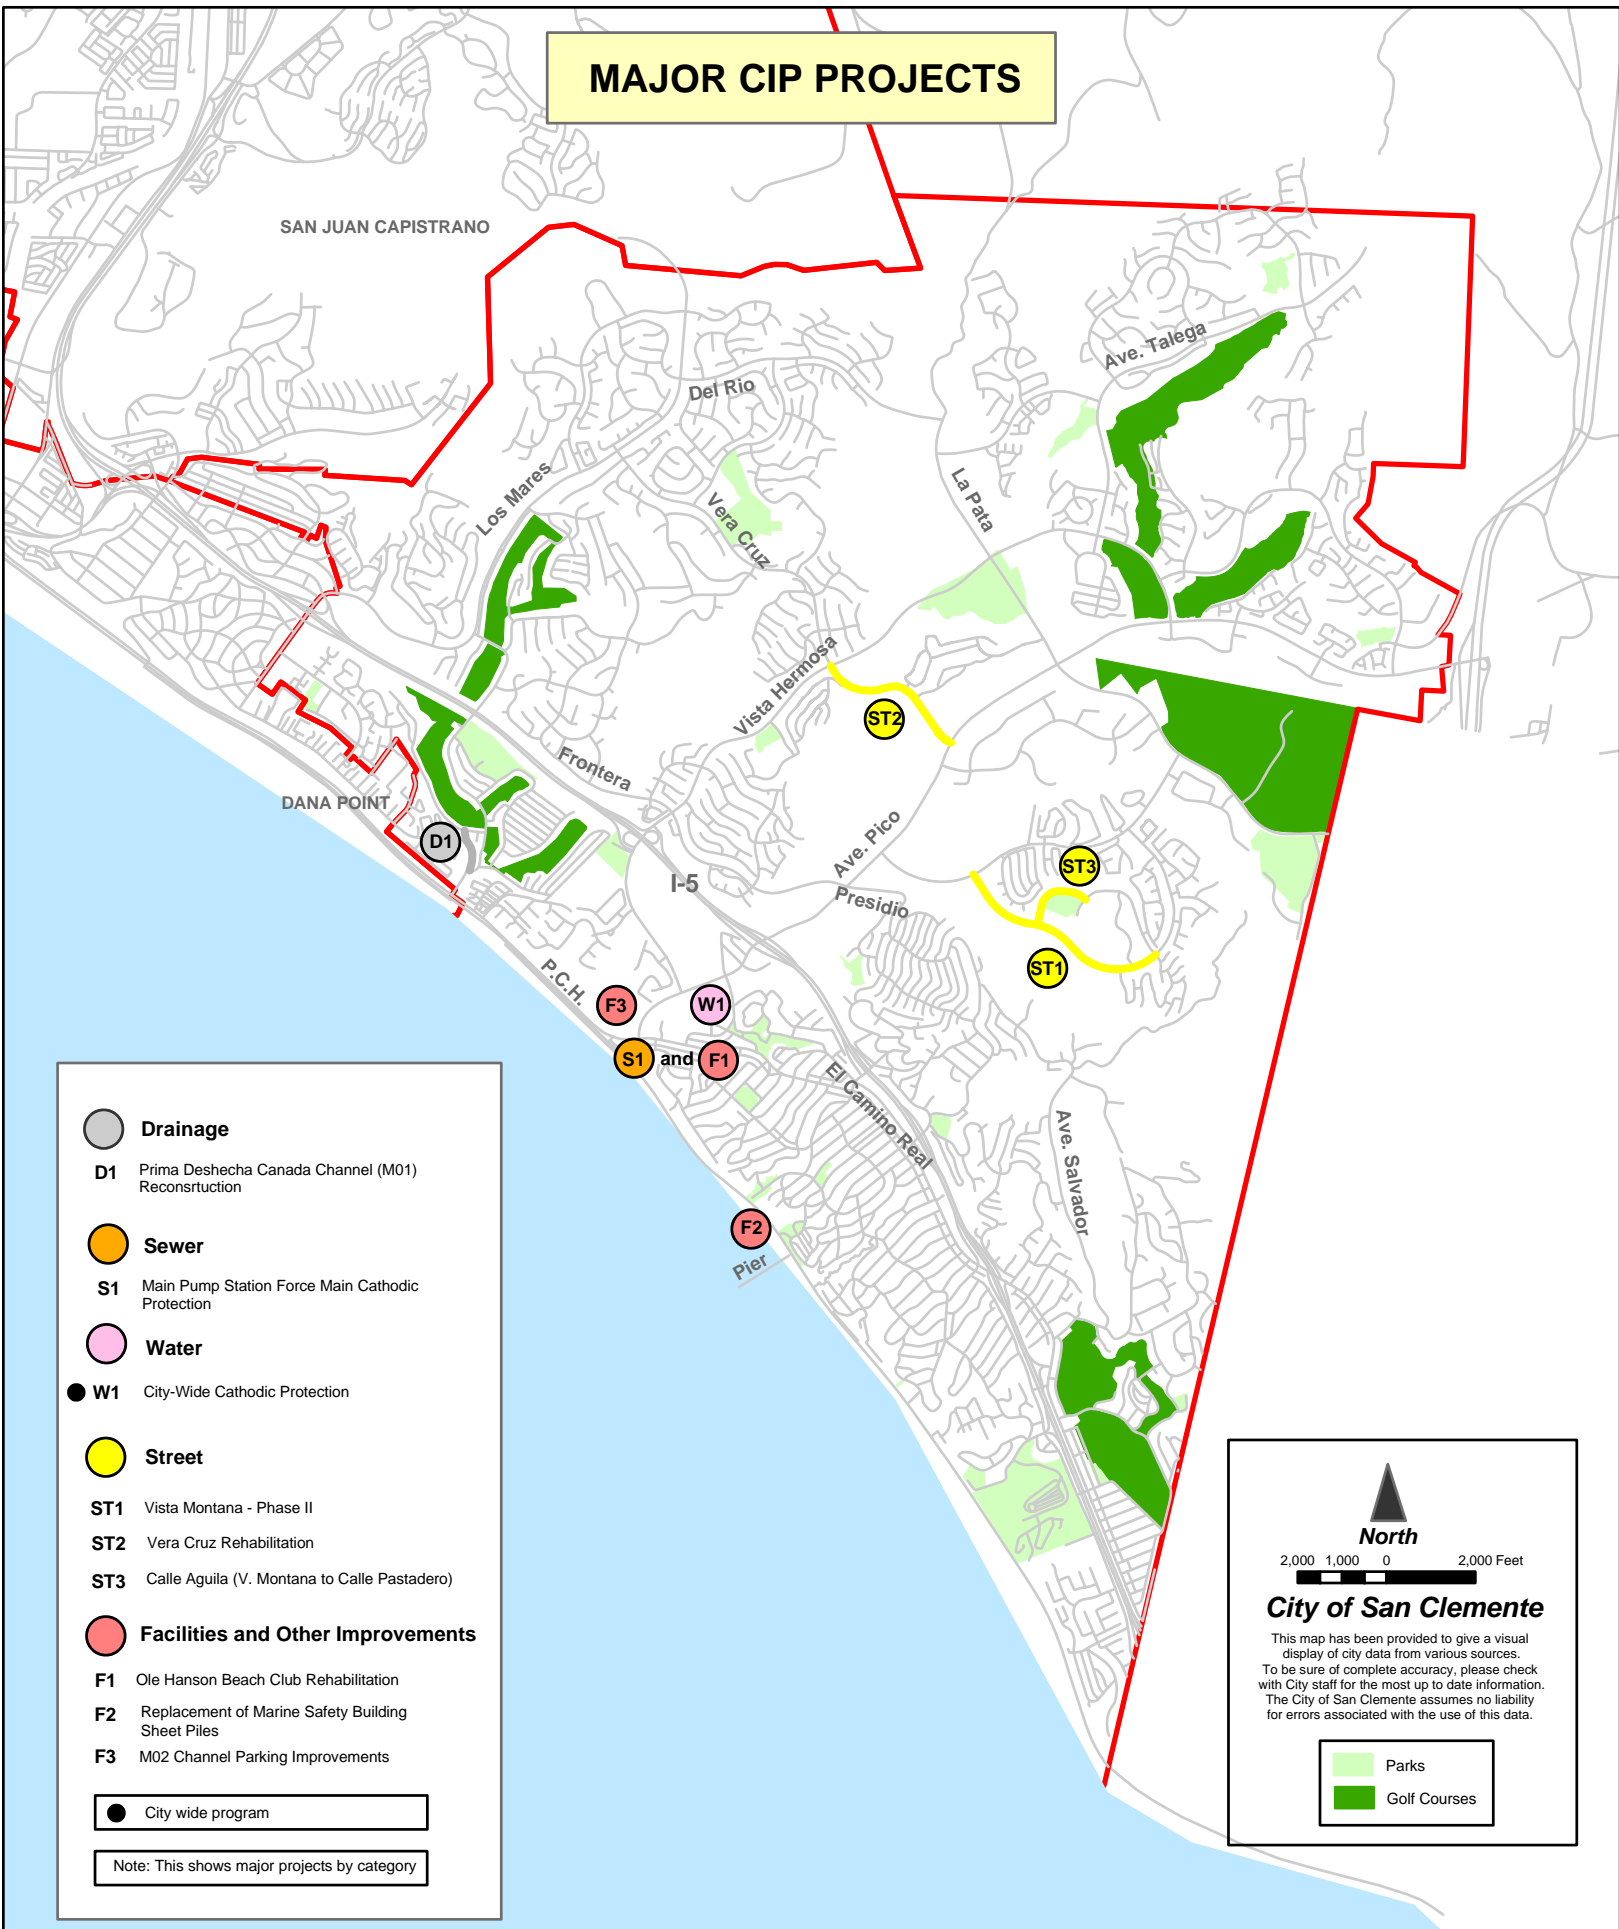 MAJOR CIP PROJECTS
SAN JUAN CAPISTRANO
Ave. Talega
Del Rio
Los Mares
Vera Cruz
La Pata
Vista Hermosa
ST2
Frontera
DANA POINT
D1
I-5
Ave. Pico
Presidio
ST3
ST1
P.C.H.
F3
W1
S1 and F1
El Camino Real
Ave. Salvador
F2
Pier
Drainage
D1 Prima Deshecha Canada Channel (M01)
Reconsrtuction
Sewer
S1 Main Pump Station Force Main Cathodic
Protection
Water
W1 City-Wide Cathodic Protection
Street
ST1 Vista Montana - Phase II
ST2 Vera Cruz Rehabilitation
ST3 Calle Aguila (V. Montana to Calle Pastadero)
Facilities and Other Improvements
F1 Ole Hanson Beach Club Rehabilitation
F2 Replacement of Marine Safety Building
Sheet Piles
F3 M02 Channel Parking Improvements
City wide program
Note: This shows major projects by category
North
2,000 1,000 0 2,000 Feet
City of San Clemente
This map has been provided to give a visual
display of city data from various sources.
To be sure of complete accuracy, please check
with City staff for the most up to date information.
The City of San Clemente assumes no liability
for errors associated with the use of this data.
Parks
Golf Courses